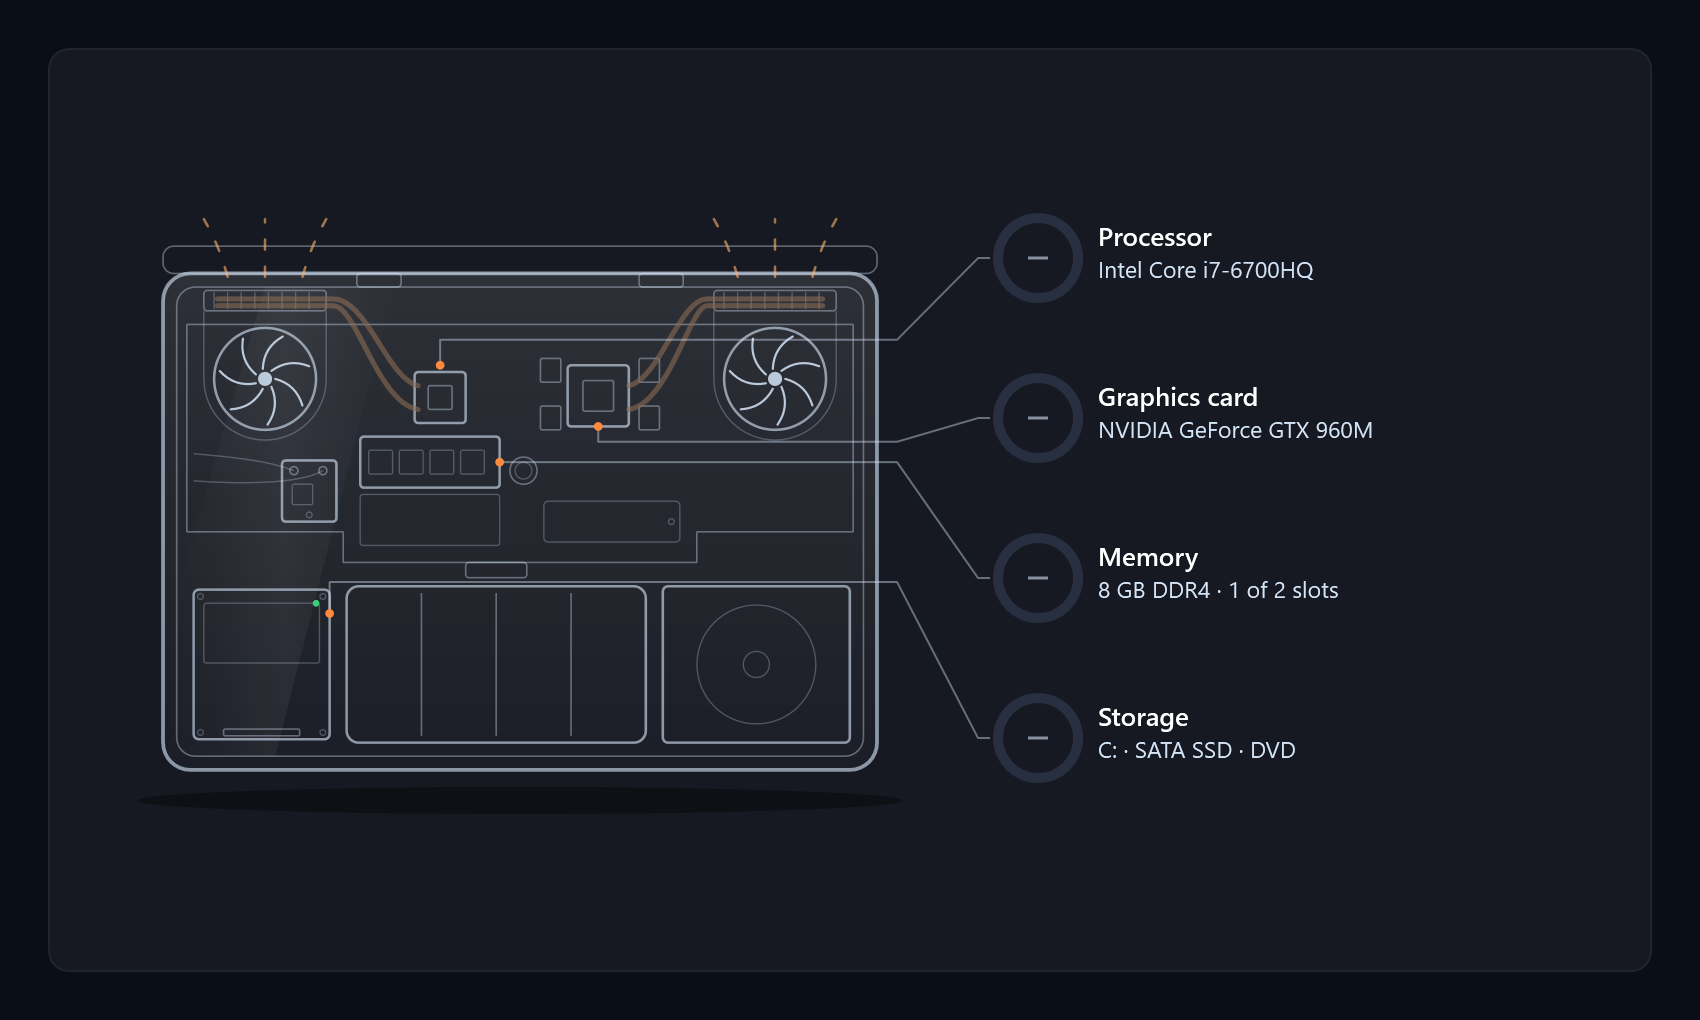 Processor
Intel Core i7-6700HQ
Graphics card
NVIDIA GeForce GTX 960M
Memory
8 GB DDR4 · 1 of 2 slots
Storage
C: · SATA SSD · DVD